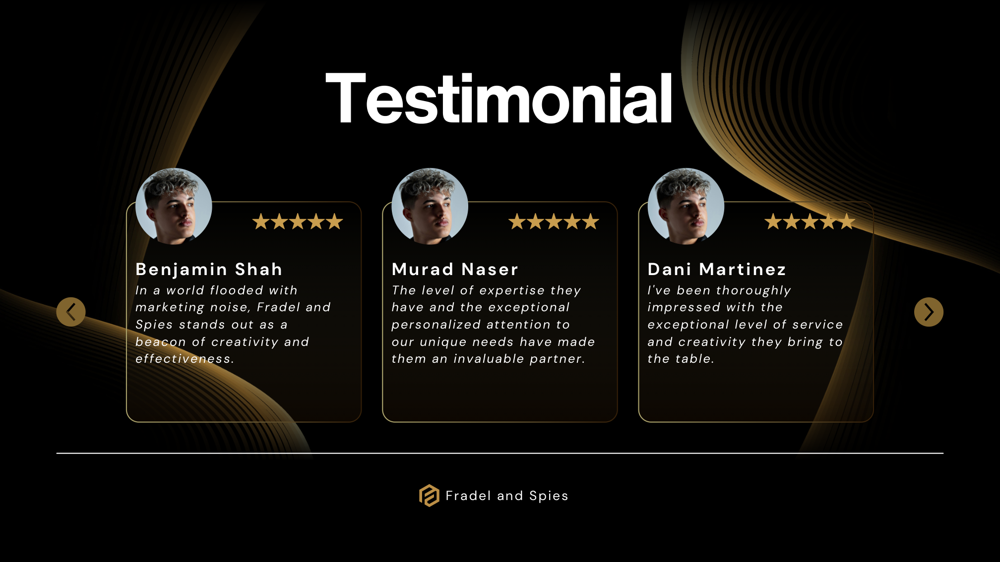 Testimonial
Benjamin Shah
In a world flooded with
marketing noise, Fradel and
Spies stands out as a
beacon of creativity and
effectiveness.
Murad Naser
The level of expertise they
have and the exceptional
personalized attention to
our unique needs have made
them an invaluable partner.
Dani Martinez
I've been thoroughly
impressed with the
exceptional level of service
and creativity they bring to
the table.
Fradel and Spies